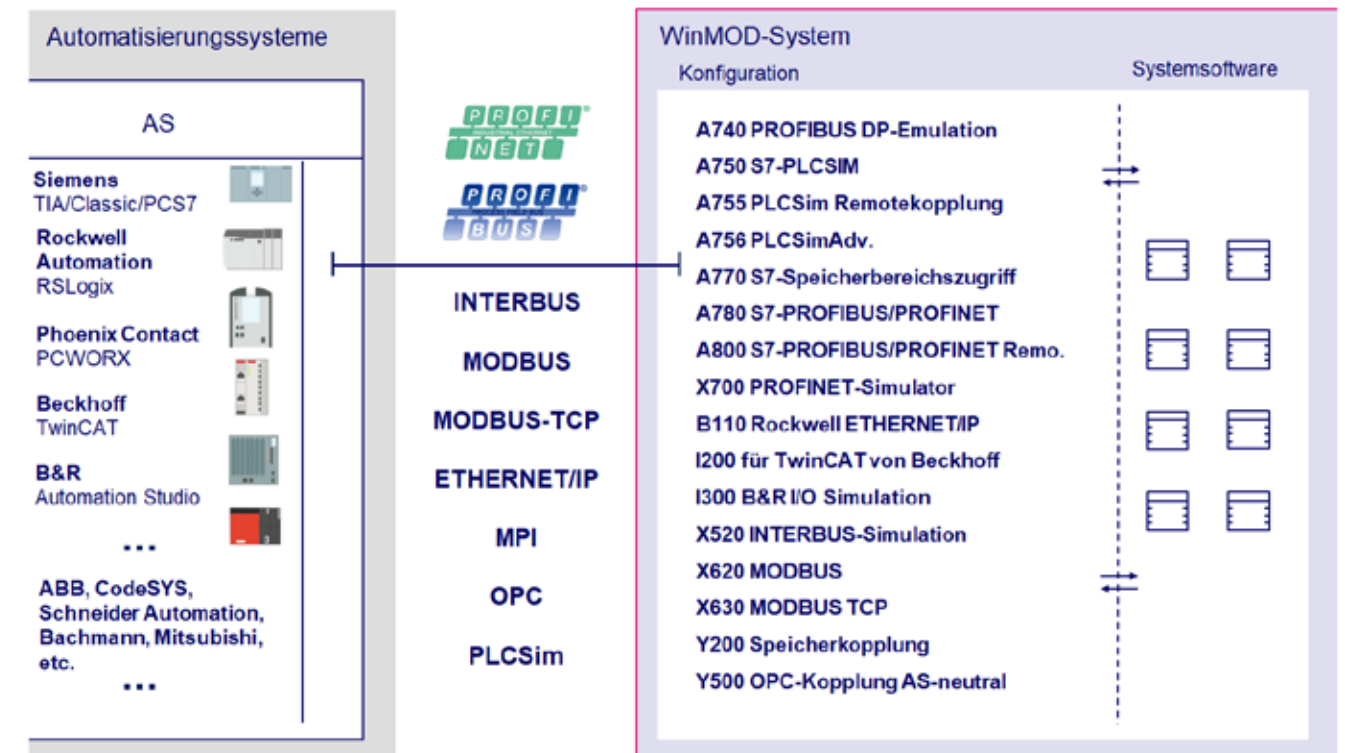 Automatisierungssysteme
AS
Siemens
TIA/Classic/PCS7
Rockwell
Automation
RSLogix
Phoenix Contact
PCWORX
Beckhoff
TwinCAT
B&R
Automation Studio
...
ABB, CodeSYS,
Schneider Automation,
Bachmann, Mitsubishi,
etc.
...
PROFI®
INDUSTRIAL ETHERNET
NET
PROFI®
BUS
INTERBUS
MODBUS
MODBUS-TCP
ETHERNET/IP
MPI
OPC
PLCSim
WinMOD-System
Konfiguration
Systemsoftware
A740 PROFIBUS DP-Emulation
A750 S7-PLCSIM
A755 PLCSim Remotekopplung
A756 PLCSimAdv.
A770 S7-Speicherbereichszugriff
A780 S7-PROFIBUS/PROFINET
A800 S7-PROFIBUS/PROFINET Remo.
X700 PROFINET-Simulator
B110 Rockwell ETHERNET/IP
I200 für TwinCAT von Beckhoff
I300 B&R I/O Simulation
X520 INTERBUS-Simulation
X620 MODBUS
X630 MODBUS TCP
Y200 Speicherkopplung
Y500 OPC-Kopplung AS-neutral